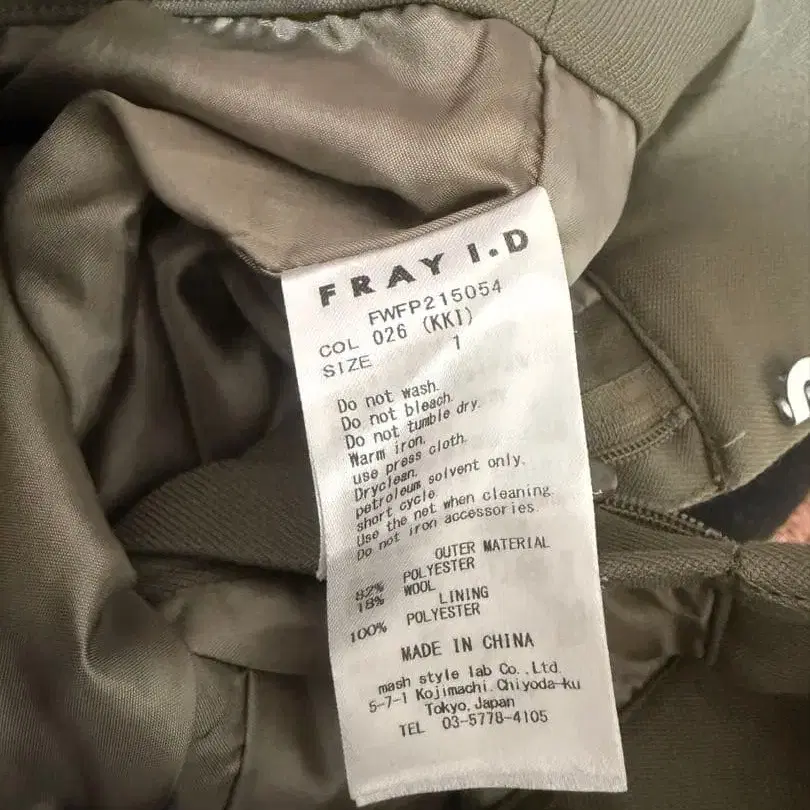 FRAY I.D
FWFP215054
COL 026 (KKI)
SIZE 1
Do not wash.
Do not bleach.
Do not tumble dry.
Warm iron.
use press cloth.
Dryclean.
petroleum solvent only.
short cycle.
Use the net when cleaning.
Do not iron accessories.
OUTER MATERIAL
82% POLYESTER
18% WOOL
LINING
100% POLYESTER
MADE IN CHINA
mash style lab Co.,Ltd.
5-7-1 Kojimachi.Chiyoda-ku
Tokyo,Japan
TEL 03-5778-4105